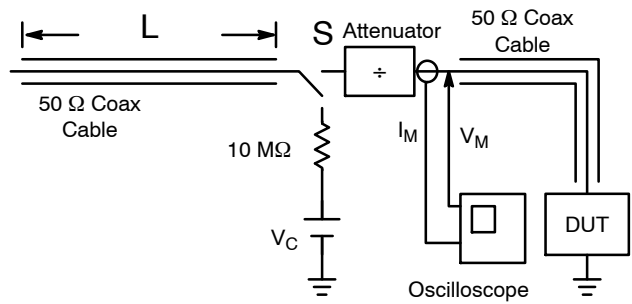 L
S
Attenuator
÷
50 Ω Coax
Cable
50 Ω Coax
Cable
I_M
V_M
10 MΩ
V_C
DUT
Oscilloscope